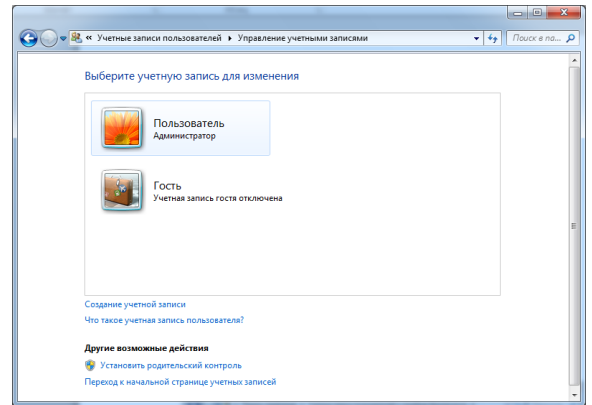 « Учетные записи пользователей ▸ Управление учетными записями
Поиск в па...
Выберите учетную запись для изменения
Пользователь
Администратор
Гость
Учетная запись гостя отключена
Создание учетной записи
Что такое учетная запись пользователя?
Другие возможные действия
Установить родительский контроль
Переход к начальной странице учетных записей